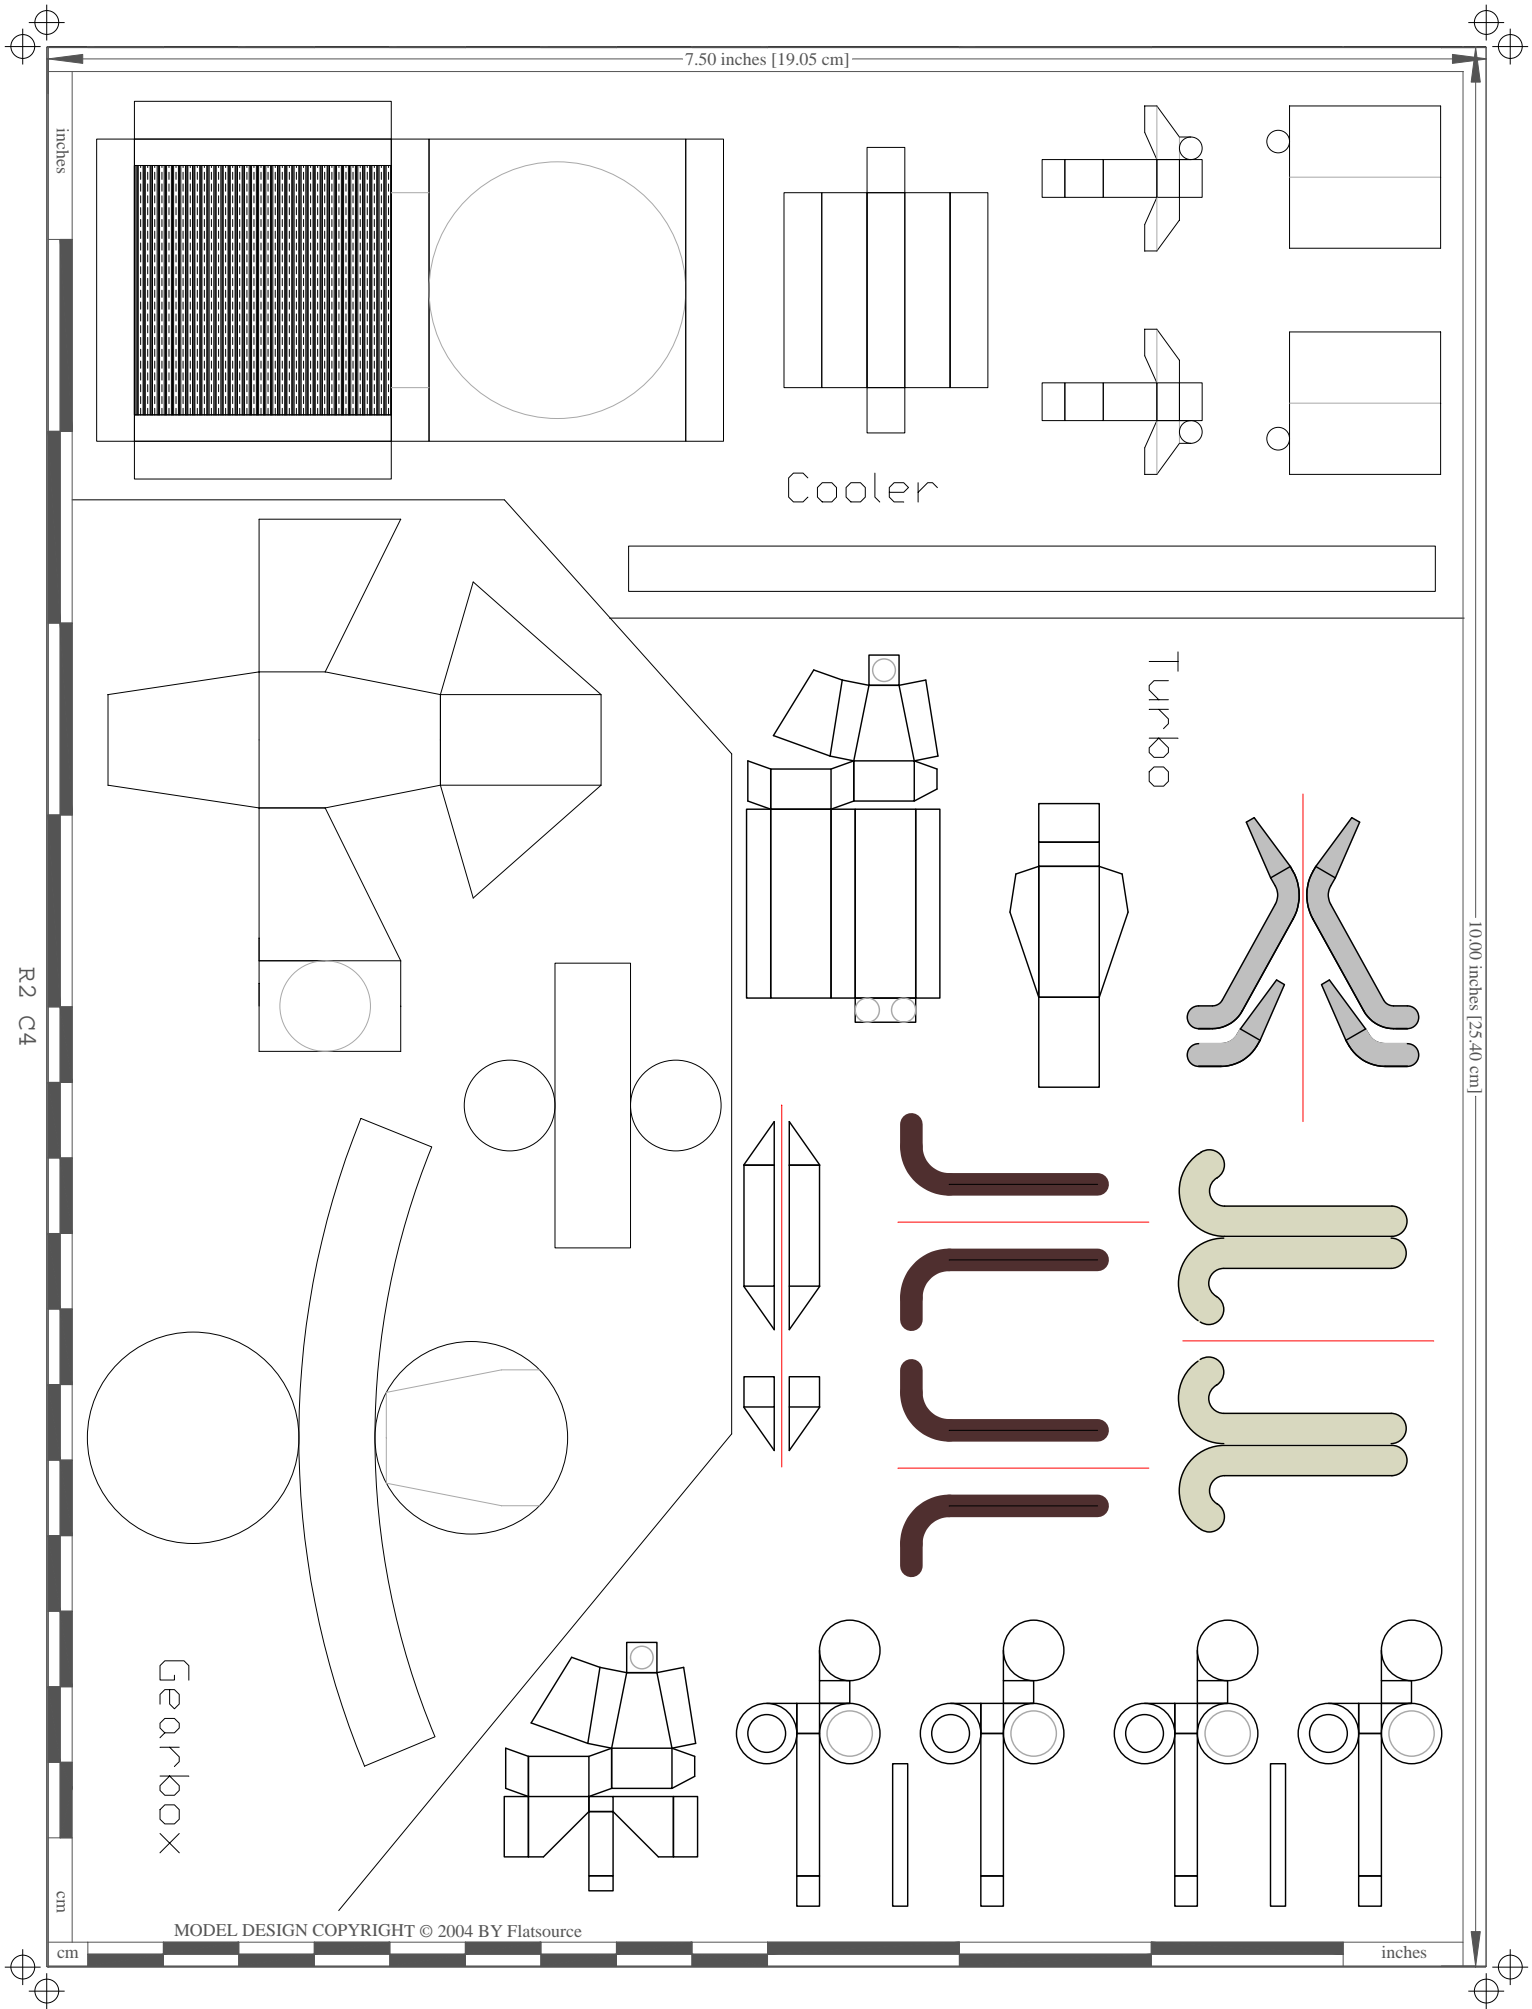 7.50 inches [19.05 cm]
inches
Cooler
Turbo
10.00 inches [25.40 cm]
R2 C4
Gearbox
cm
MODEL DESIGN COPYRIGHT © 2004 BY Flatsource
cm
inches